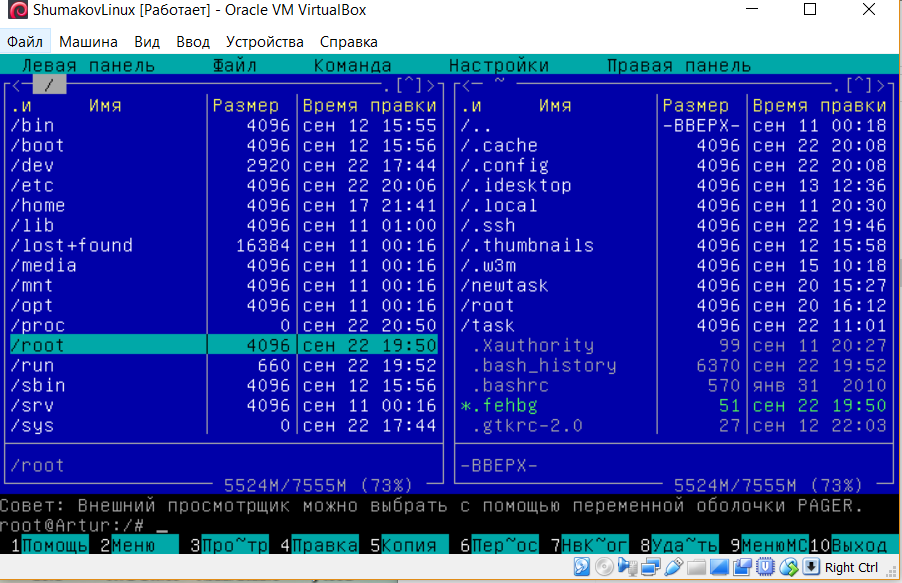 ShumakovLinux [Работает] - Oracle VM VirtualBox
Файл Машина Вид Ввод Устройства Справка
Левая панель Файл Команда Настройки Правая панель
<- / .[^]> <- ~ .[^]>
.и Имя Размер Время правки .и Имя Размер Время правки
/bin 4096 сен 12 15:55 /.. -ВВЕРХ- сен 11 00:18
/boot 4096 сен 12 15:56 /.cache 4096 сен 22 20:08
/dev 2920 сен 22 17:44 /.config 4096 сен 22 20:08
/etc 4096 сен 22 20:06 /.idesktop 4096 сен 13 12:36
/home 4096 сен 17 21:41 /.local 4096 сен 11 20:30
/lib 4096 сен 11 01:00 /.ssh 4096 сен 22 19:46
/lost+found 16384 сен 11 00:16 /.thumbnails 4096 сен 12 15:58
/media 4096 сен 11 00:16 /.w3m 4096 сен 15 10:18
/mnt 4096 сен 11 00:16 /newtask 4096 сен 20 15:27
/opt 4096 сен 11 00:16 /root 4096 сен 20 16:12
/proc 0 сен 22 20:50 /task 4096 сен 22 11:01
/root 4096 сен 22 19:50 .Xauthority 99 сен 11 20:27
/run 660 сен 22 19:52 .bash_history 6370 сен 22 19:52
/sbin 4096 сен 12 15:56 .bashrc 570 янв 31 2010
/srv 4096 сен 11 00:16 *.fehbg 51 сен 22 19:50
/sys 0 сен 22 17:44 .gtkrc-2.0 27 сен 12 22:03
/root -ВВЕРХ-
5524M/7555M (73%) 5524M/7555M (73%)
Совет: Внешний просмотрщик можно выбрать с помощью переменной оболочки PAGER.
root@Artur:/# _
1Помощь 2Меню 3Про~тр 4Правка 5Копия 6Пер~ос 7НвК~ог 8Уда~ть 9МенюMC 10Выход
Right Ctrl